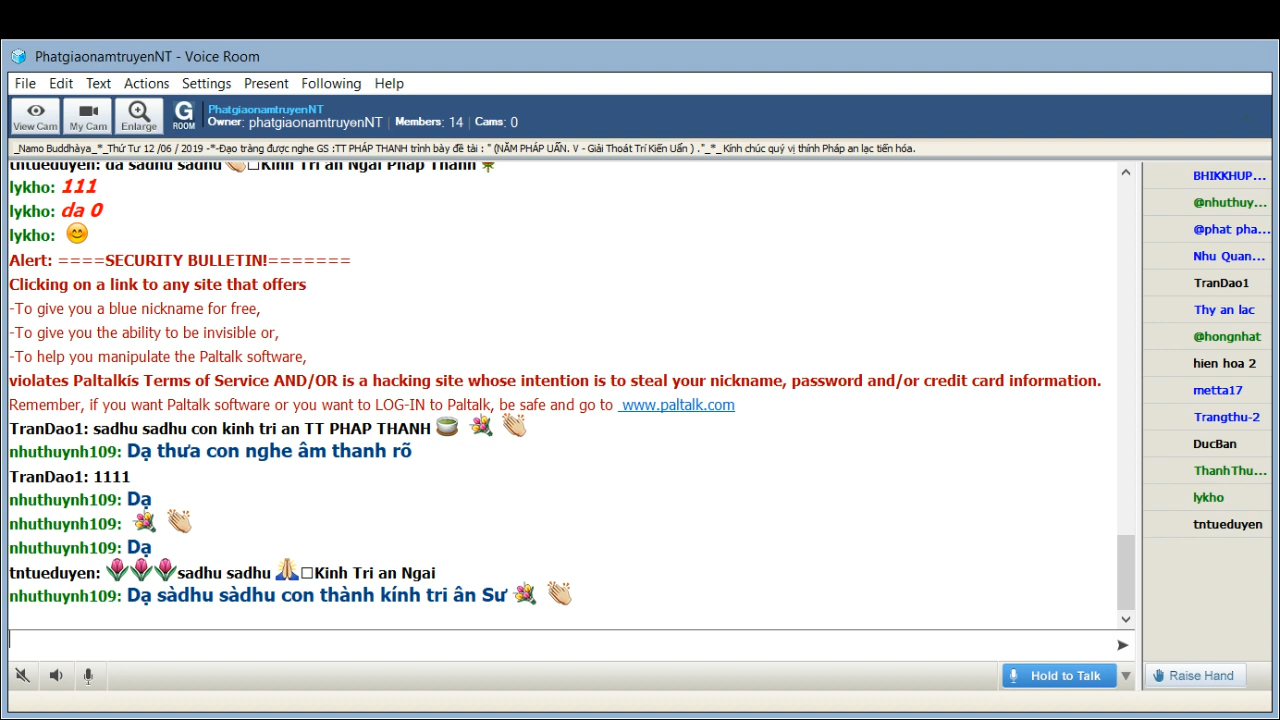 PhatgiaonamtruyenNT - Voice Room
File Edit Text Actions Settings Present Following Help
View Cam My Cam Enlarge G ROOM
PhatgiaonamtruyenNT
Owner: phatgiaonamtruyenNT | Members: 14 | Cams: 0
_Namo Buddhàya_*_Thứ Tư 12 /06 / 2019 -*-Đạo tràng được nghe GS :TT PHÁP THANH trình bày đề tài : " (NĂM PHÁP UẨN. V - Giải Thoát Trí Kiến Uẩn ) ."_*_ Kính chúc quý vị thính Pháp an lạc tiến hóa.
tntueduyen: da sadhu sadhu 👏□Kinh Tri an Ngai Phap Thanh
lykho: 111
lykho: da 0
lykho: 😊
Alert: ====SECURITY BULLETIN!=======
Clicking on a link to any site that offers
-To give you a blue nickname for free,
-To give you the ability to be invisible or,
-To help you manipulate the Paltalk software,
violates Paltalkís Terms of Service AND/OR is a hacking site whose intention is to steal your nickname, password and/or credit card information.
Remember, if you want Paltalk software or you want to LOG-IN to Paltalk, be safe and go to www.paltalk.com
TranDao1: sadhu sadhu con kinh tri an TT PHAP THANH 🍵 💐 👏
nhuthuynh109: Dạ thưa con nghe âm thanh rõ
TranDao1: 1111
nhuthuynh109: Dạ
nhuthuynh109: 💐 👏
nhuthuynh109: Dạ
tntueduyen: 🌷🌷🌷sadhu sadhu 🙏□Kinh Tri an Ngai
nhuthuynh109: Dạ sàdhu sàdhu con thành kính tri ân Sư 💐 👏
BHIKKHUP...
@nhuthuy...
@phat pha...
Nhu Quan...
TranDao1
Thy an lac
@hongnhat
hien hoa 2
metta17
Trangthu-2
DucBan
ThanhThu...
lykho
tntueduyen
Hold to Talk
Raise Hand